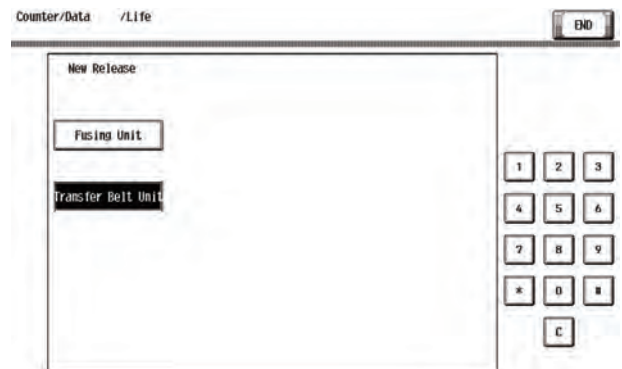 Counter/Data /Life
END
New Release
Fusing Unit
Transfer Belt Unit
1 2 3
4 5 6
7 8 9
* 0 #
C